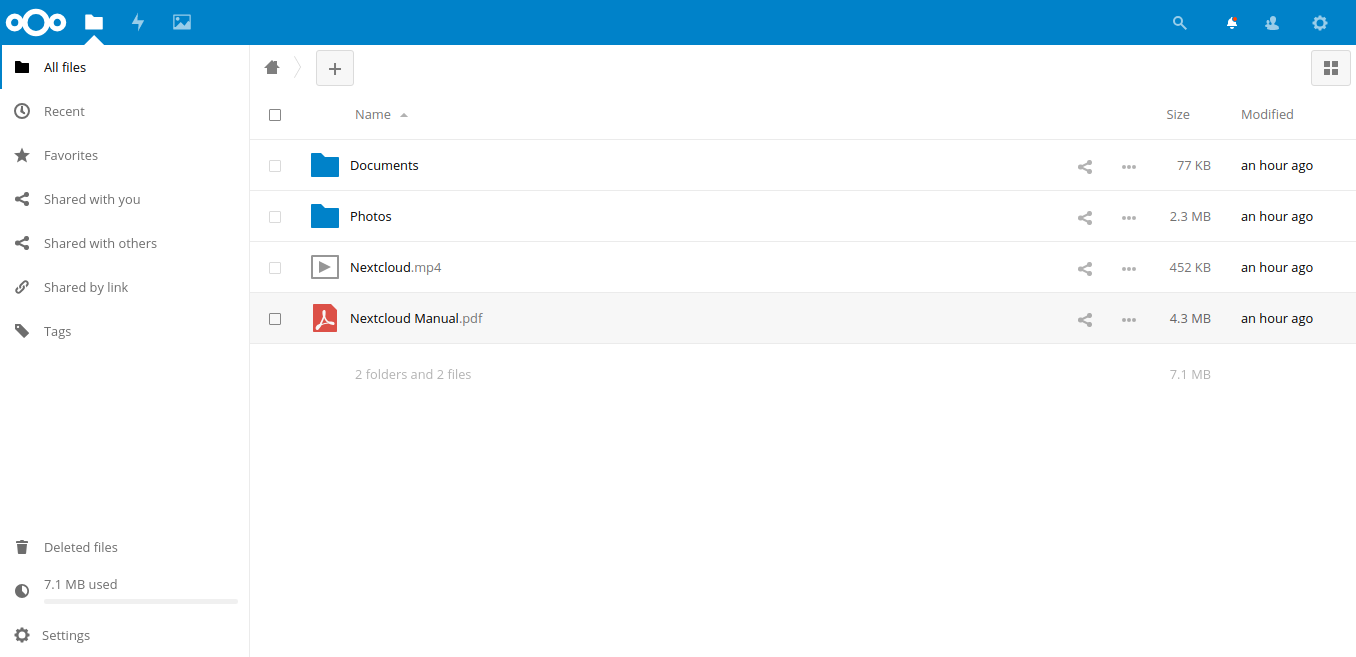 All files
Recent
Favorites
Shared with you
Shared with others
Shared by link
Tags
Deleted files
7.1 MB used
Settings
Name Size Modified
Documents 77 KB an hour ago
Photos 2.3 MB an hour ago
Nextcloud.mp4 452 KB an hour ago
Nextcloud Manual.pdf 4.3 MB an hour ago
2 folders and 2 files 7.1 MB